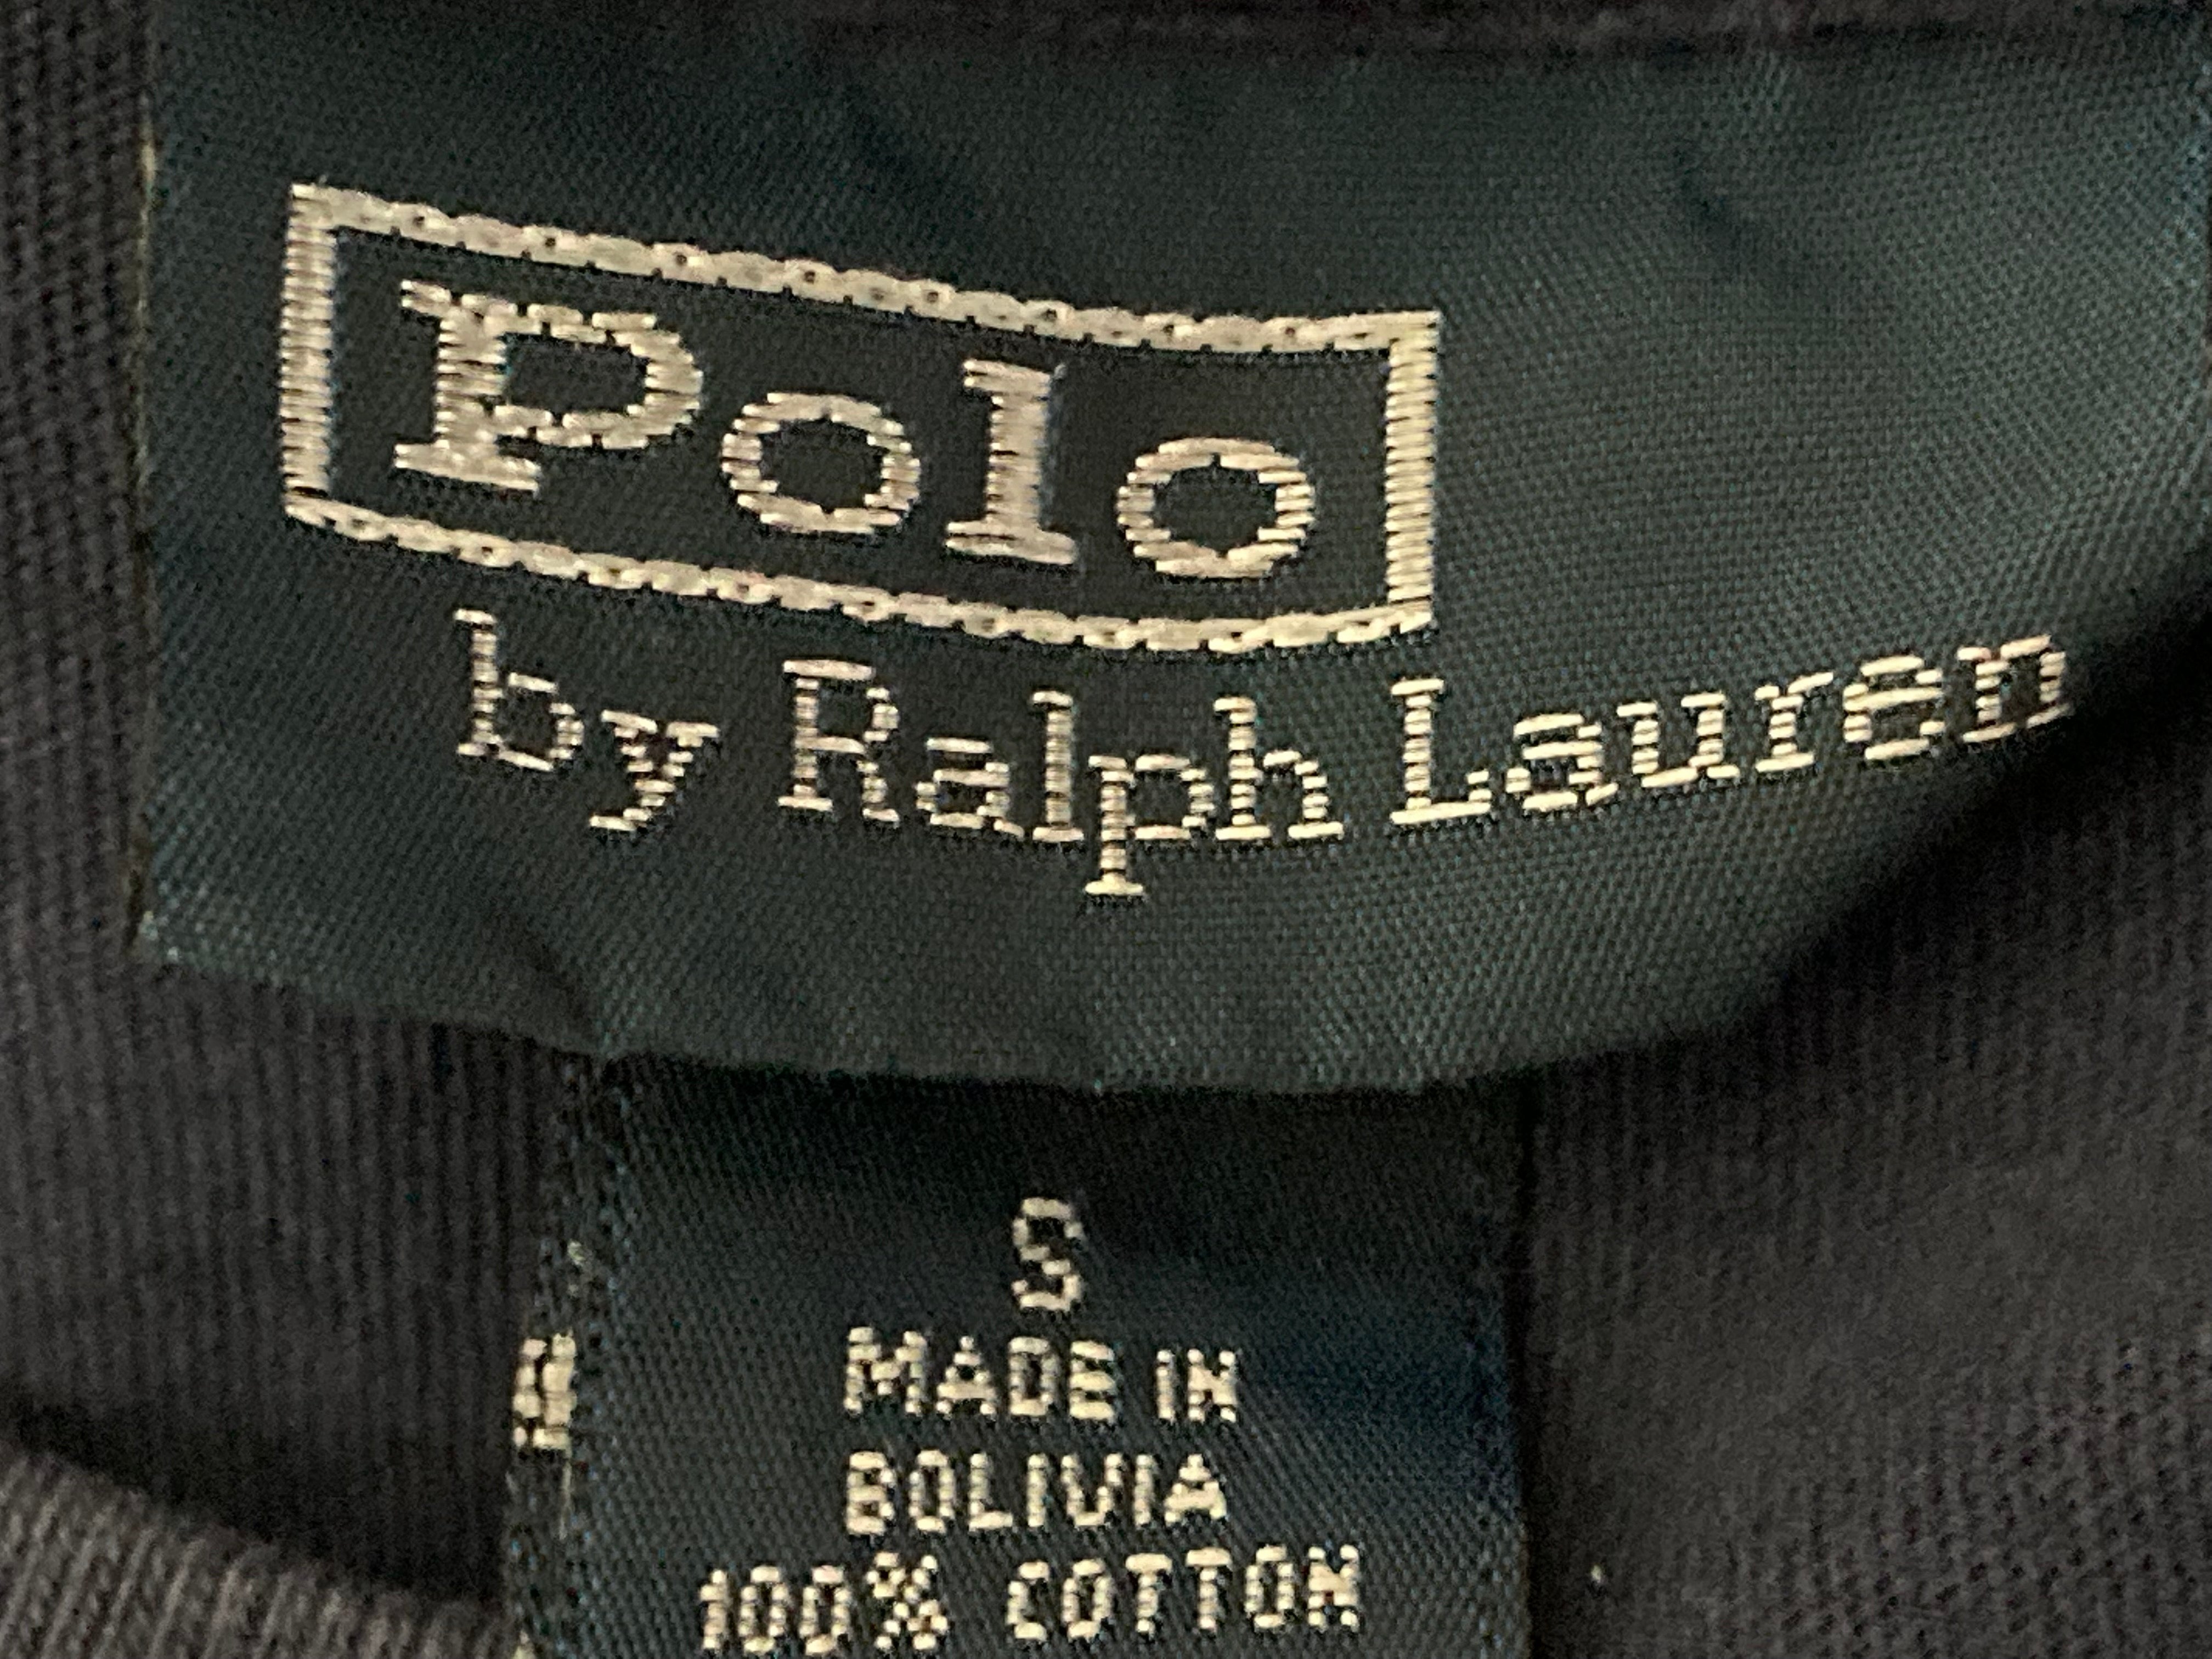 Polo
by Ralph Lauren
S
MADE IN
BOLIVIA
100% COTTON